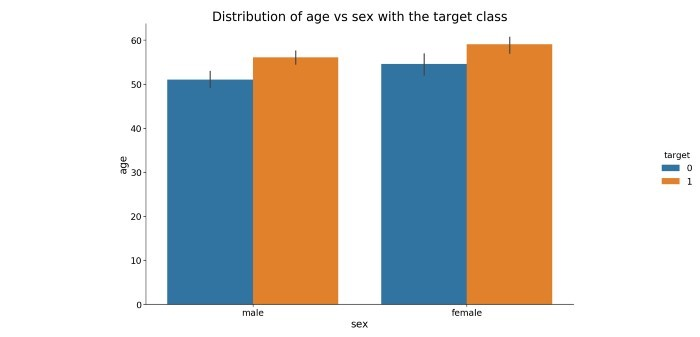 Distribution of age vs sex with the target class
60
50
40
30
20
10
0
age
male
female
sex
target
0
1